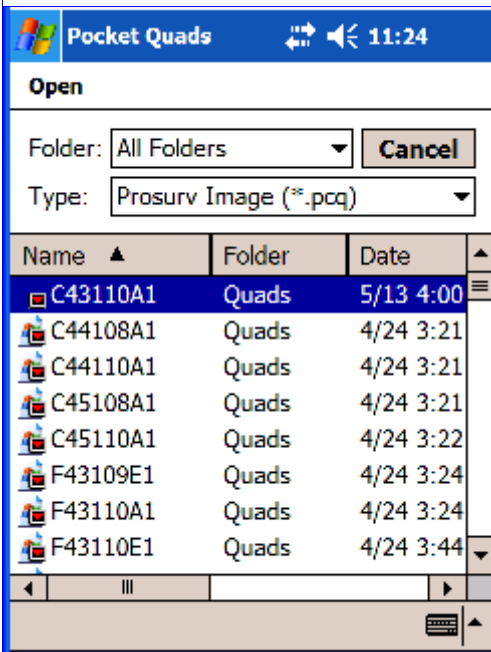 Pocket Quads 11:24
Open
Folder: All Folders Cancel
Type: Prosurv Image (*.pcq)
Name Folder Date
C43110A1 Quads 5/13 4:00
C44108A1 Quads 4/24 3:21
C44110A1 Quads 4/24 3:21
C45108A1 Quads 4/24 3:21
C45110A1 Quads 4/24 3:22
F43109E1 Quads 4/24 3:24
F43110A1 Quads 4/24 3:24
F43110E1 Quads 4/24 3:44